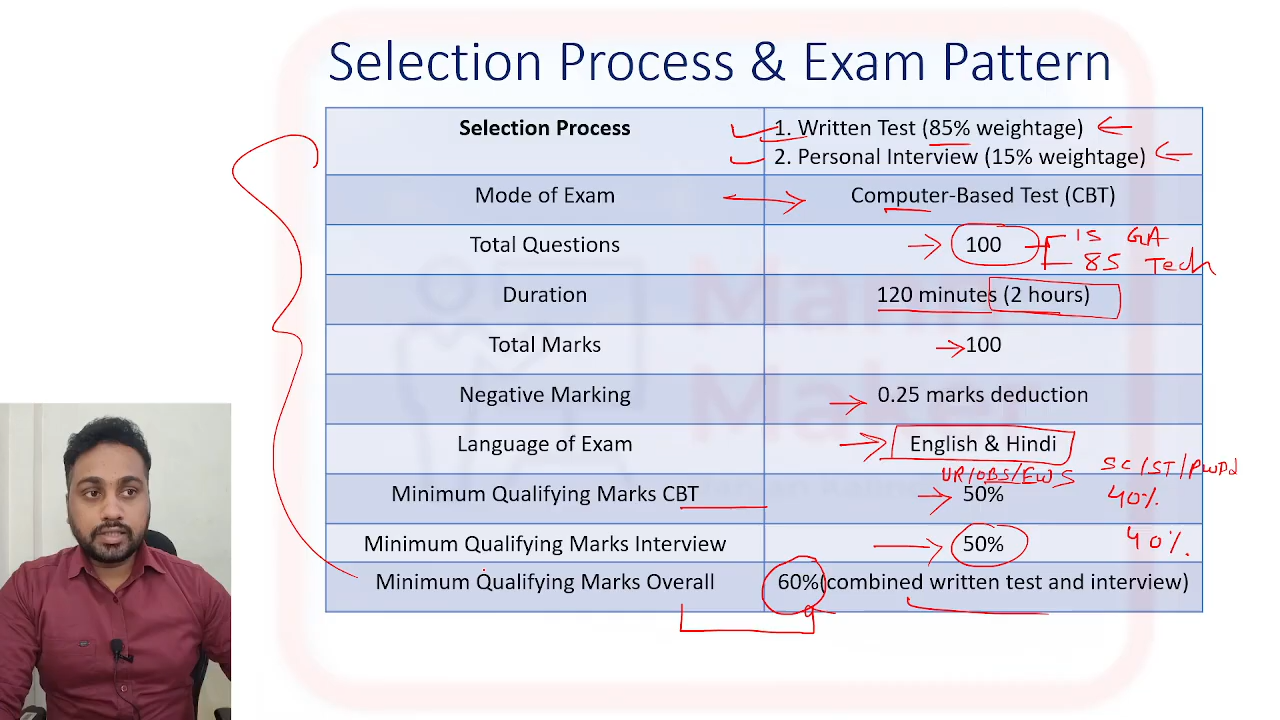 Selection Process & Exam Pattern
Selection Process
1. Written Test (85% weightage)
2. Personal Interview (15% weightage)
Mode of Exam
Computer-Based Test (CBT)
Total Questions
100
15 GA
85 Tech
Duration
120 minutes (2 hours)
Total Marks
100
Negative Marking
0.25 marks deduction
Language of Exam
English & Hindi
UR/OBS/EWS
SC/ST/PwPd
Minimum Qualifying Marks CBT
50%
40%
Minimum Qualifying Marks Interview
50%
40%.
Minimum Qualifying Marks Overall
60%(combined written test and interview)